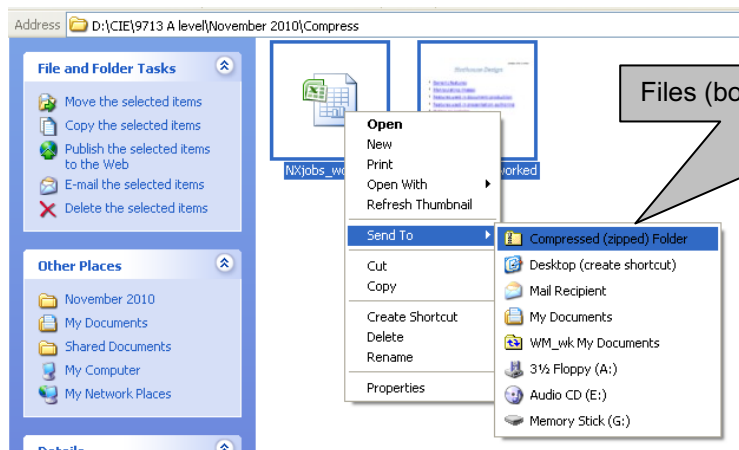 Address D:\CIE\9713 A level\November 2010\Compress
File and Folder Tasks
Move the selected items
Copy the selected items
Publish the selected items
to the Web
E-mail the selected items
Delete the selected items
Other Places
November 2010
My Documents
Shared Documents
My Computer
My Network Places
Details
NXjobs_wo
orked
Open
New
Print
Open With
Refresh Thumbnail
Send To
Cut
Copy
Create Shortcut
Delete
Rename
Properties
Compressed (zipped) Folder
Desktop (create shortcut)
Mail Recipient
My Documents
WM_wk My Documents
3½ Floppy (A:)
Audio CD (E:)
Memory Stick (G:)
Files (bo